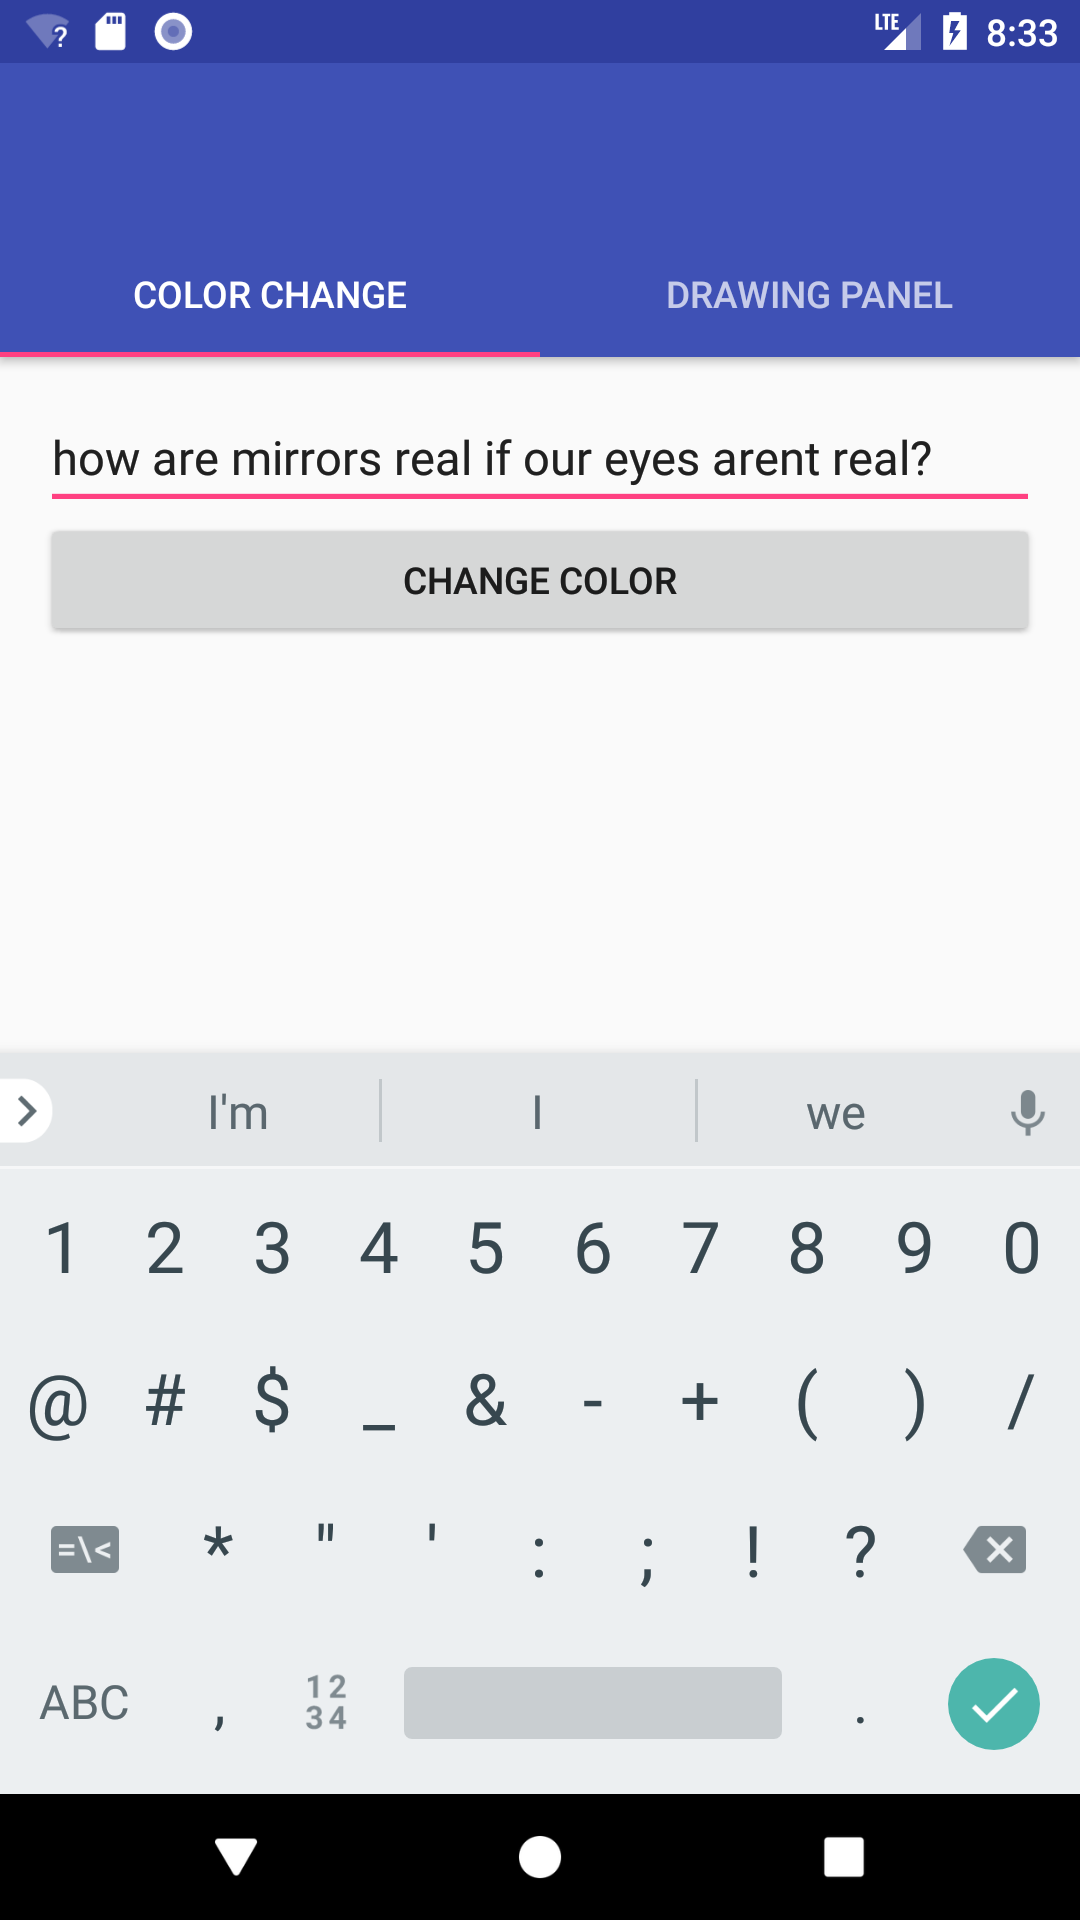 LTE 8:33
COLOR CHANGE DRAWING PANEL
how are mirrors real if our eyes arent real?
CHANGE COLOR
I'm I we
1 2 3 4 5 6 7 8 9 0
@ # $ _ & - + ( ) /
=\< * " ' : ; ! ?
ABC , 12 34 .